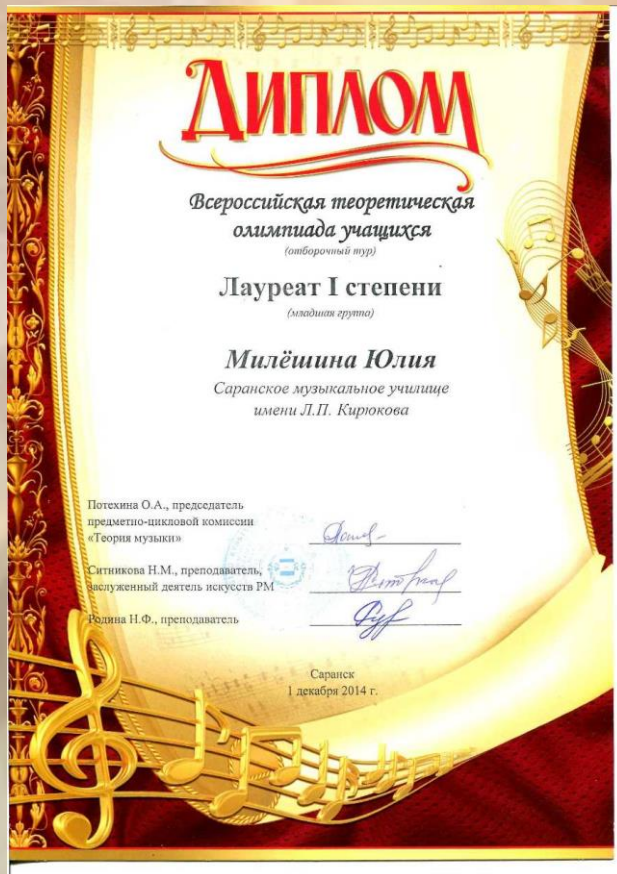 Диплом
Всероссийская теоретическая
олимпиада учащихся
(отборочный тур)
Лауреат I степени
(младшая группа)
Милёшина Юлия
Саранское музыкальное училище
имени Л.П. Кирюкова
Потехина О.А., председатель
предметно-цикловой комиссии
«Теория музыки»
Ситникова Н.М., преподаватель,
заслуженный деятель искусств РМ
Родина Н.Ф., преподаватель
Саранск
1 декабря 2014 г.